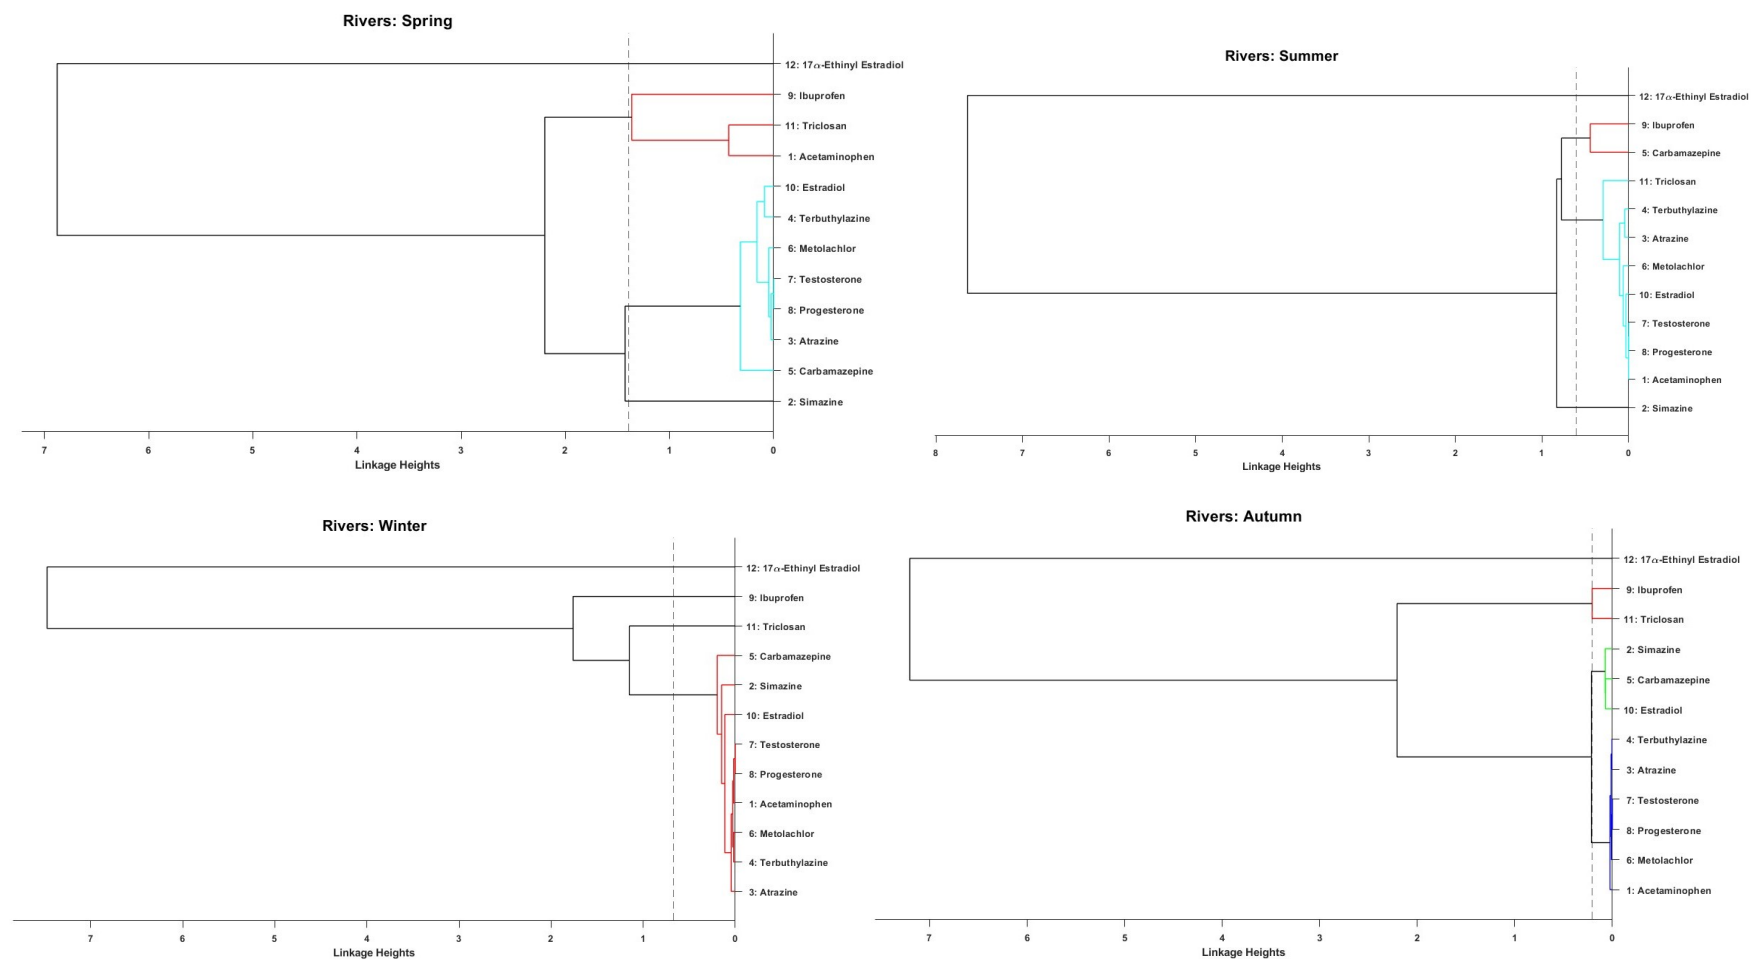 Rivers: Spring
12: 17α-Ethinyl Estradiol
9: Ibuprofen
11: Triclosan
1: Acetaminophen
10: Estradiol
4: Terbuthylazine
6: Metolachlor
7: Testosterone
8: Progesterone
3: Atrazine
5: Carbamazepine
2: Simazine
7 6 5 4 3 2 1 0
Linkage Heights
Rivers: Summer
12: 17α-Ethinyl Estradiol
9: Ibuprofen
5: Carbamazepine
11: Triclosan
4: Terbuthylazine
3: Atrazine
6: Metolachlor
10: Estradiol
7: Testosterone
8: Progesterone
1: Acetaminophen
2: Simazine
8 7 6 5 4 3 2 1 0
Linkage Heights
Rivers: Winter
12: 17α-Ethinyl Estradiol
9: Ibuprofen
11: Triclosan
5: Carbamazepine
2: Simazine
10: Estradiol
7: Testosterone
8: Progesterone
1: Acetaminophen
6: Metolachlor
4: Terbuthylazine
3: Atrazine
7 6 5 4 3 2 1 0
Linkage Heights
Rivers: Autumn
12: 17α-Ethinyl Estradiol
9: Ibuprofen
11: Triclosan
2: Simazine
5: Carbamazepine
10: Estradiol
4: Terbuthylazine
3: Atrazine
7: Testosterone
8: Progesterone
6: Metolachlor
1: Acetaminophen
7 6 5 4 3 2 1 0
Linkage Heights